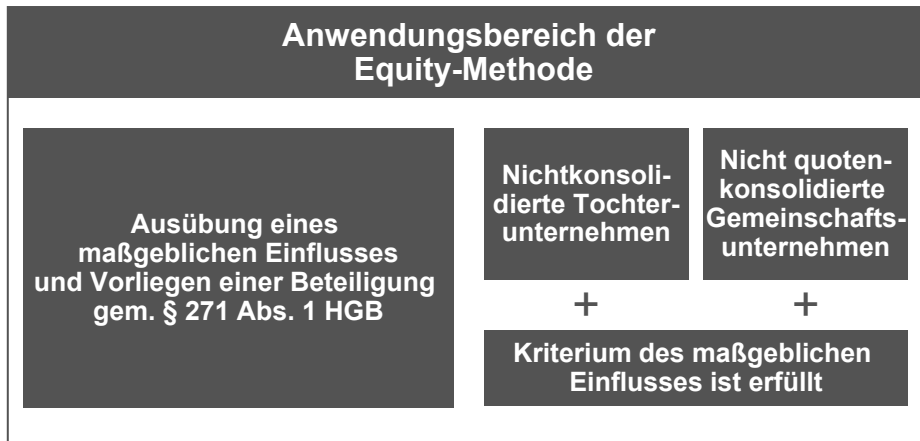 Anwendungsbereich der
Equity-Methode
Ausübung eines
maßgeblichen Einflusses
und Vorliegen einer Beteiligung
gem. § 271 Abs. 1 HGB
Nichtkonsoli-
dierte Tochter-
unternehmen
Nicht quoten-
konsolidierte
Gemeinschafts-
unternehmen
+
+
Kriterium des maßgeblichen
Einflusses ist erfüllt